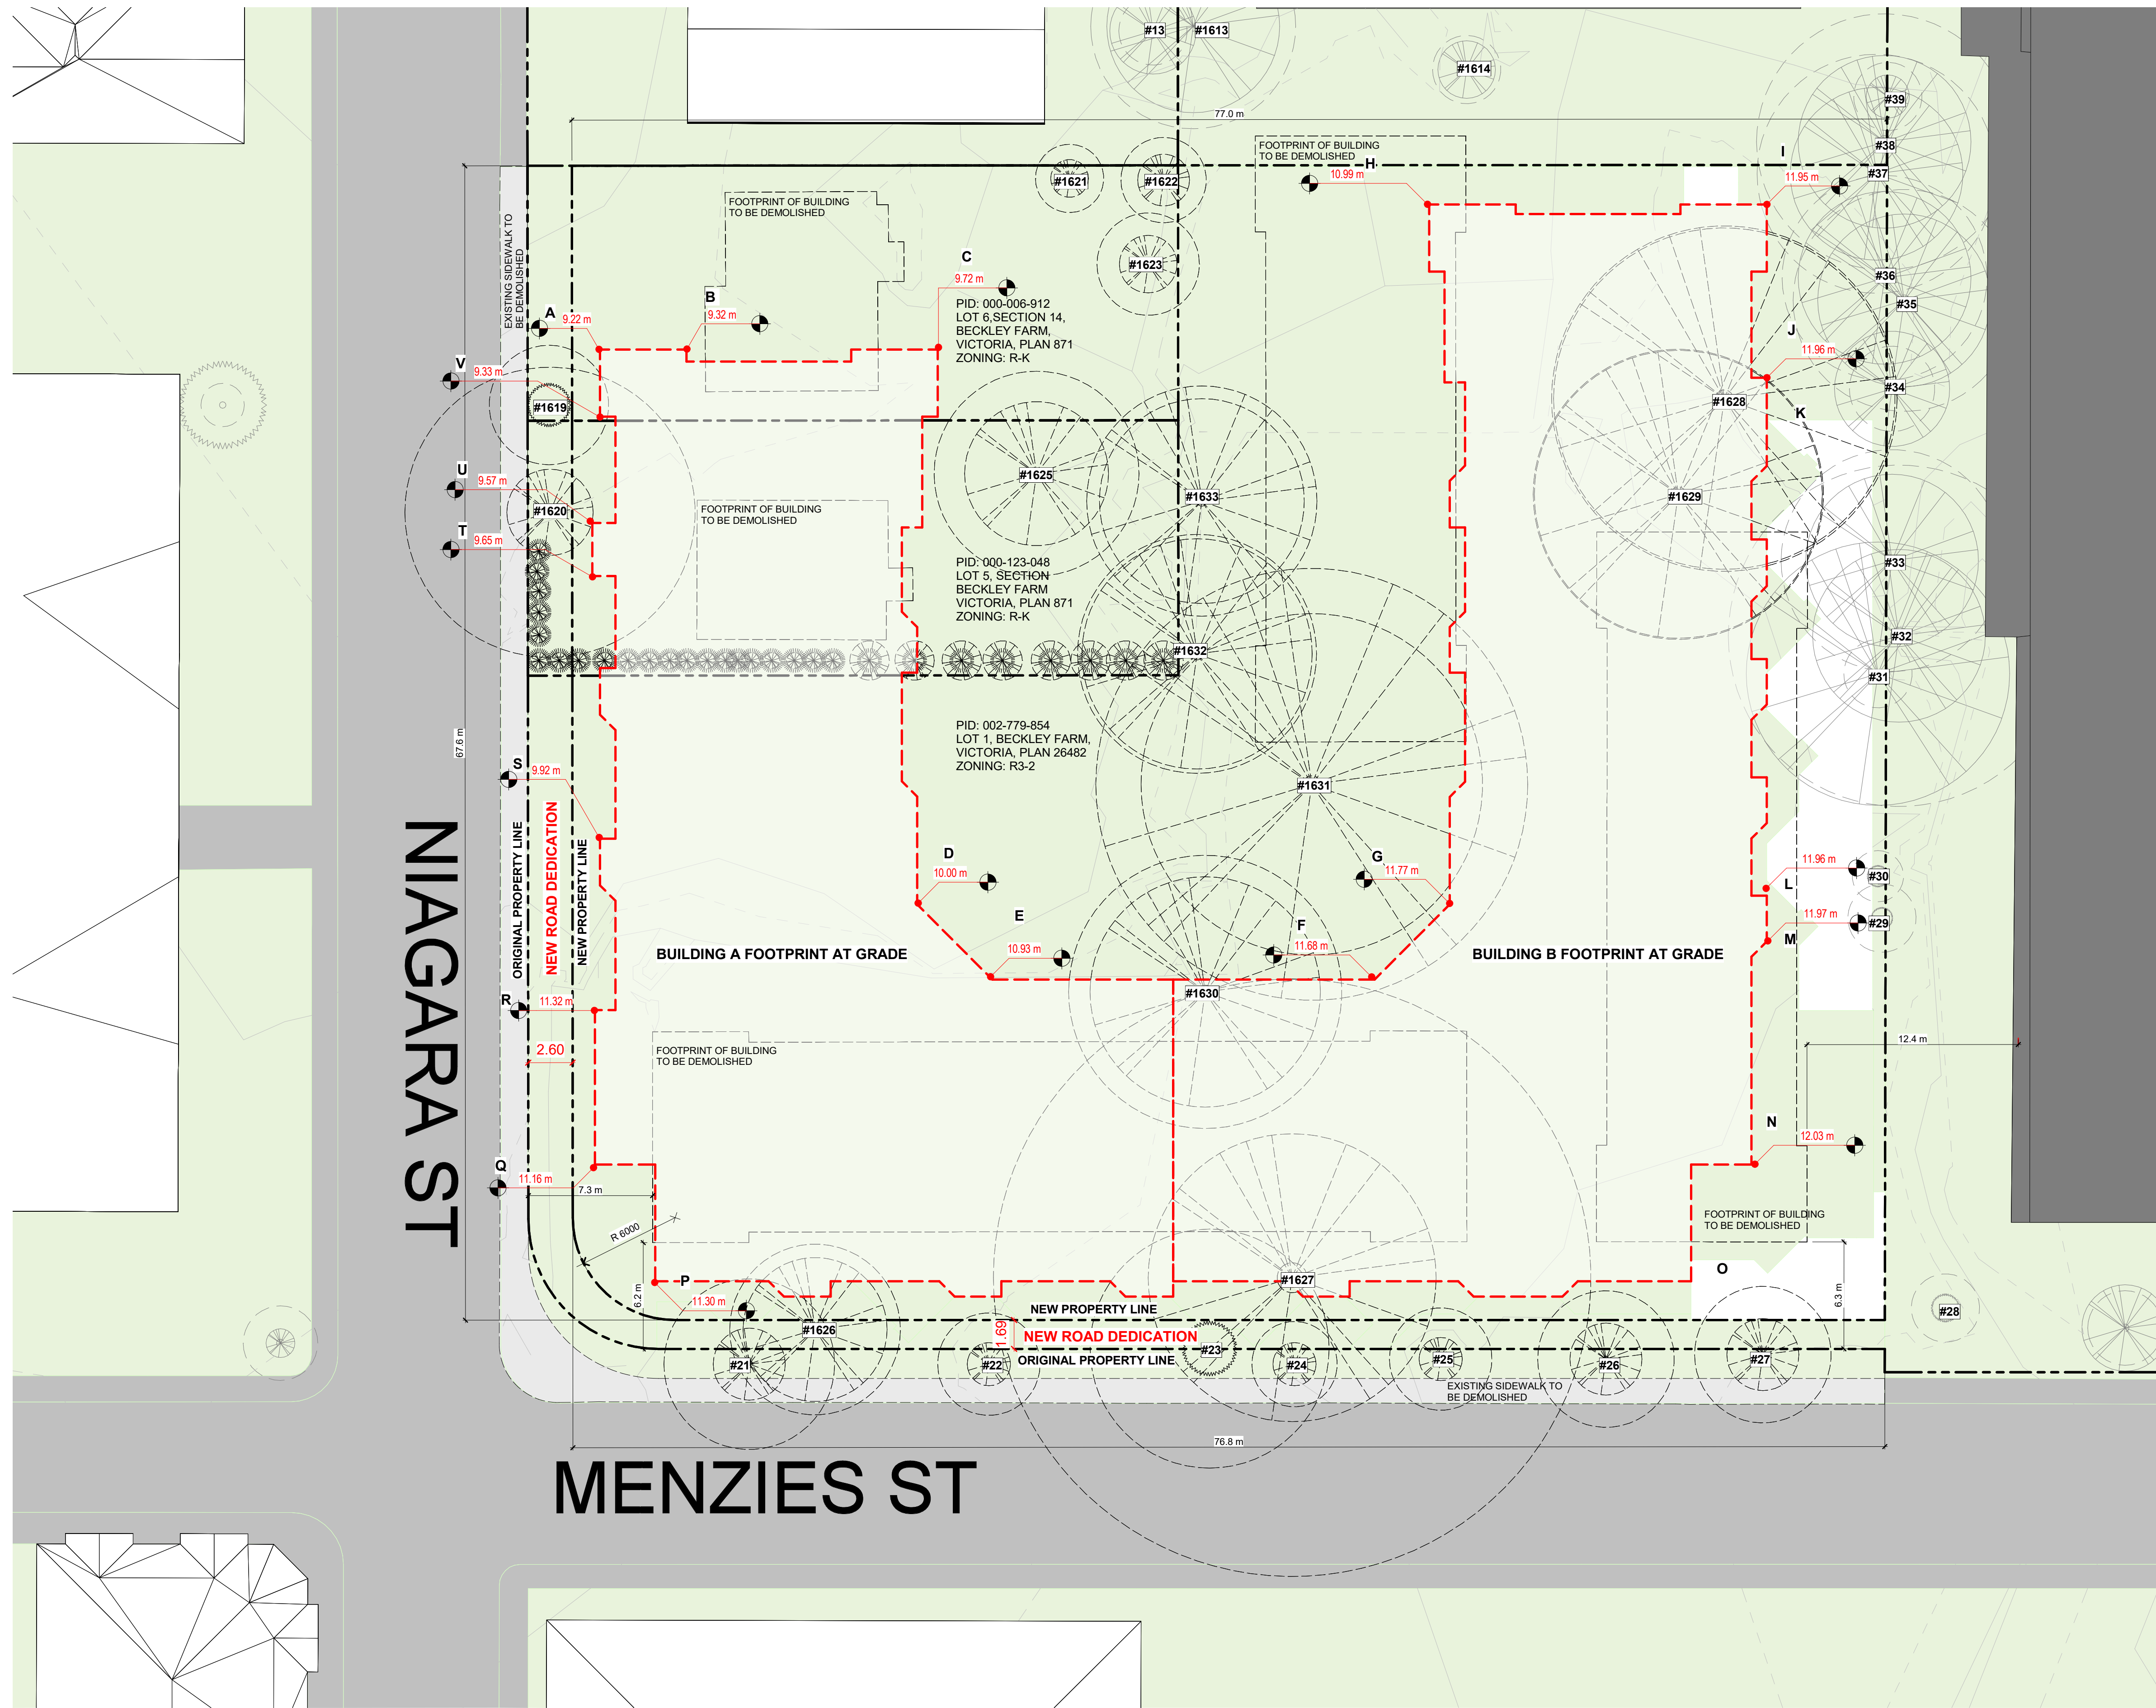 #13
#1613
#1614
#39
77.0 m
#38
FOOTPRINT OF BUILDING
TO BE DEMOLISHED
H
10.99 m
I
11.95 m
#37
#1621
#1622
FOOTPRINT OF BUILDING
TO BE DEMOLISHED
EXISTING SIDEWALK TO
BE DEMOLISHED
#1623
C
9.72 m
#36
#35
PID: 000-006-912
LOT 6,SECTION 14,
BECKLEY FARM,
VICTORIA, PLAN 871
ZONING: R-K
A
9.22 m
B
9.32 m
J
11.96 m
V
9.33 m
#34
#1619
#1628
K
U
9.57 m
#1625
#1633
#1629
#1620
FOOTPRINT OF BUILDING
TO BE DEMOLISHED
T
9.65 m
PID: 000-123-048
LOT 5, SECTION
BECKLEY FARM
VICTORIA, PLAN 871
ZONING: R-K
#33
#32
#1632
#31
67.6 m
PID: 002-779-854
LOT 1, BECKLEY FARM,
VICTORIA, PLAN 26482
ZONING: R3-2
S
9.92 m
#1631
NIAGARA ST
ORIGINAL PROPERTY LINE
NEW ROAD DEDICATION
NEW PROPERTY LINE
D
10.00 m
G
11.77 m
11.96 m
L
#30
E
10.93 m
F
11.68 m
11.97 m
M
#29
BUILDING A FOOTPRINT AT GRADE
BUILDING B FOOTPRINT AT GRADE
R
11.32 m
#1630
2.60
FOOTPRINT OF BUILDING
TO BE DEMOLISHED
12.4 m
N
12.03 m
Q
11.16 m
7.3 m
R 6000
FOOTPRINT OF BUILDING
TO BE DEMOLISHED
O
P
11.30 m
6.2 m
#1627
6.3 m
#28
NEW PROPERTY LINE
1.69
NEW ROAD DEDICATION
ORIGINAL PROPERTY LINE
#1626
#21
#22
#23
#24
#25
#26
#27
EXISTING SIDEWALK TO
BE DEMOLISHED
76.8 m
MENZIES ST